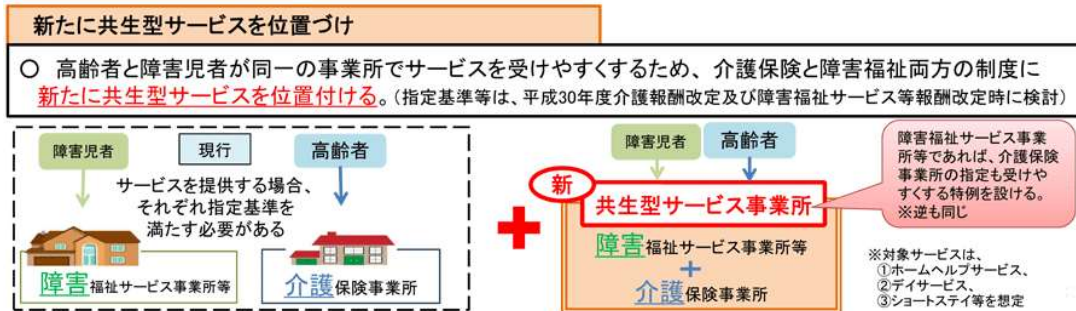 新たに共生型サービスを位置づけ
○ 高齢者と障害児者が同一の事業所でサービスを受けやすくするため、介護保険と障害福祉両方の制度に
新たに共生型サービスを位置付ける。(指定基準等は、平成30年度介護報酬改定及び障害福祉サービス等報酬改定時に検討)
障害児者
現行
高齢者
サービスを提供する場合、
それぞれ指定基準を
満たす必要がある
障害福祉サービス事業所等
介護保険事業所
障害児者
高齢者
新
共生型サービス事業所
障害福祉サービス事業所等
+
介護保険事業所
障害福祉サービス事業
所等であれば、介護保険
事業所の指定も受けや
すくする特例を設ける。
※逆も同じ
※対象サービスは、
①ホームヘルプサービス、
②デイサービス、
③ショートステイ等を想定